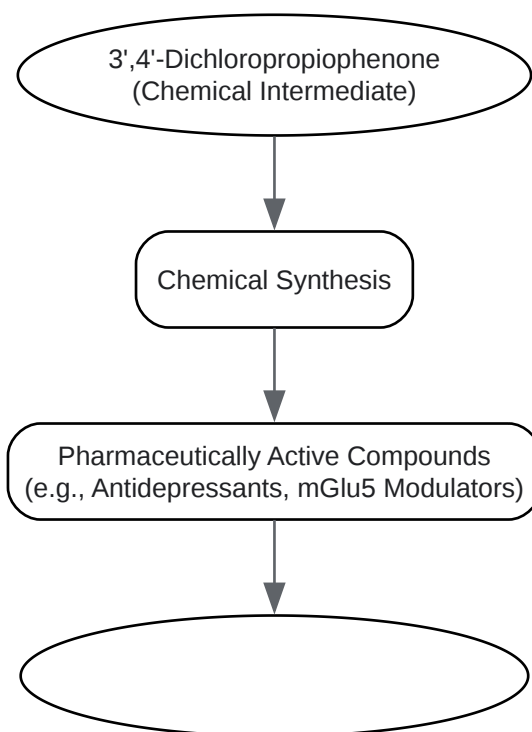 3',4'-Dichloropropiophenone
(Chemical Intermediate)
Chemical Synthesis
Pharmaceutically Active Compounds
(e.g., Antidepressants, mGlu5 Modulators)